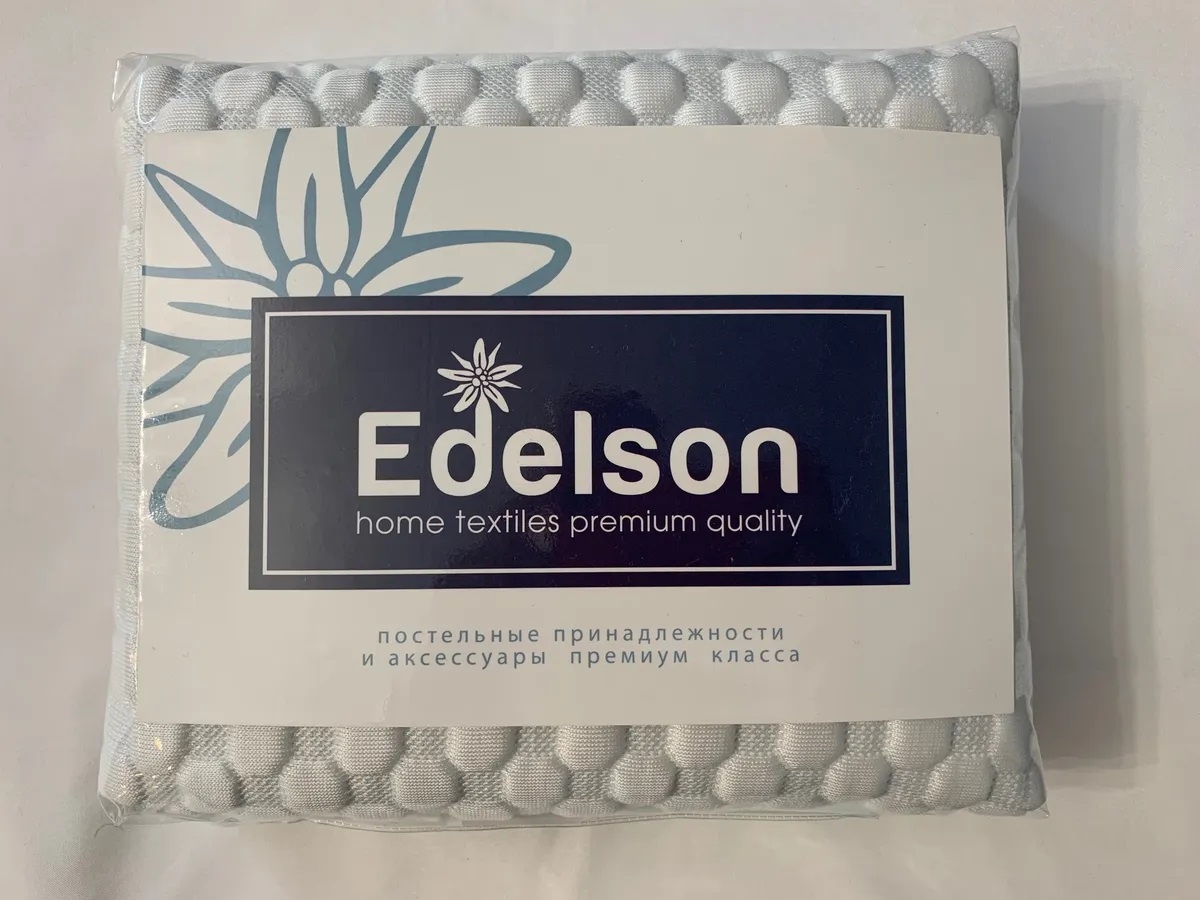 Edelson
home textiles premium quality
постельные принадлежности
и аксессуары премиум класса